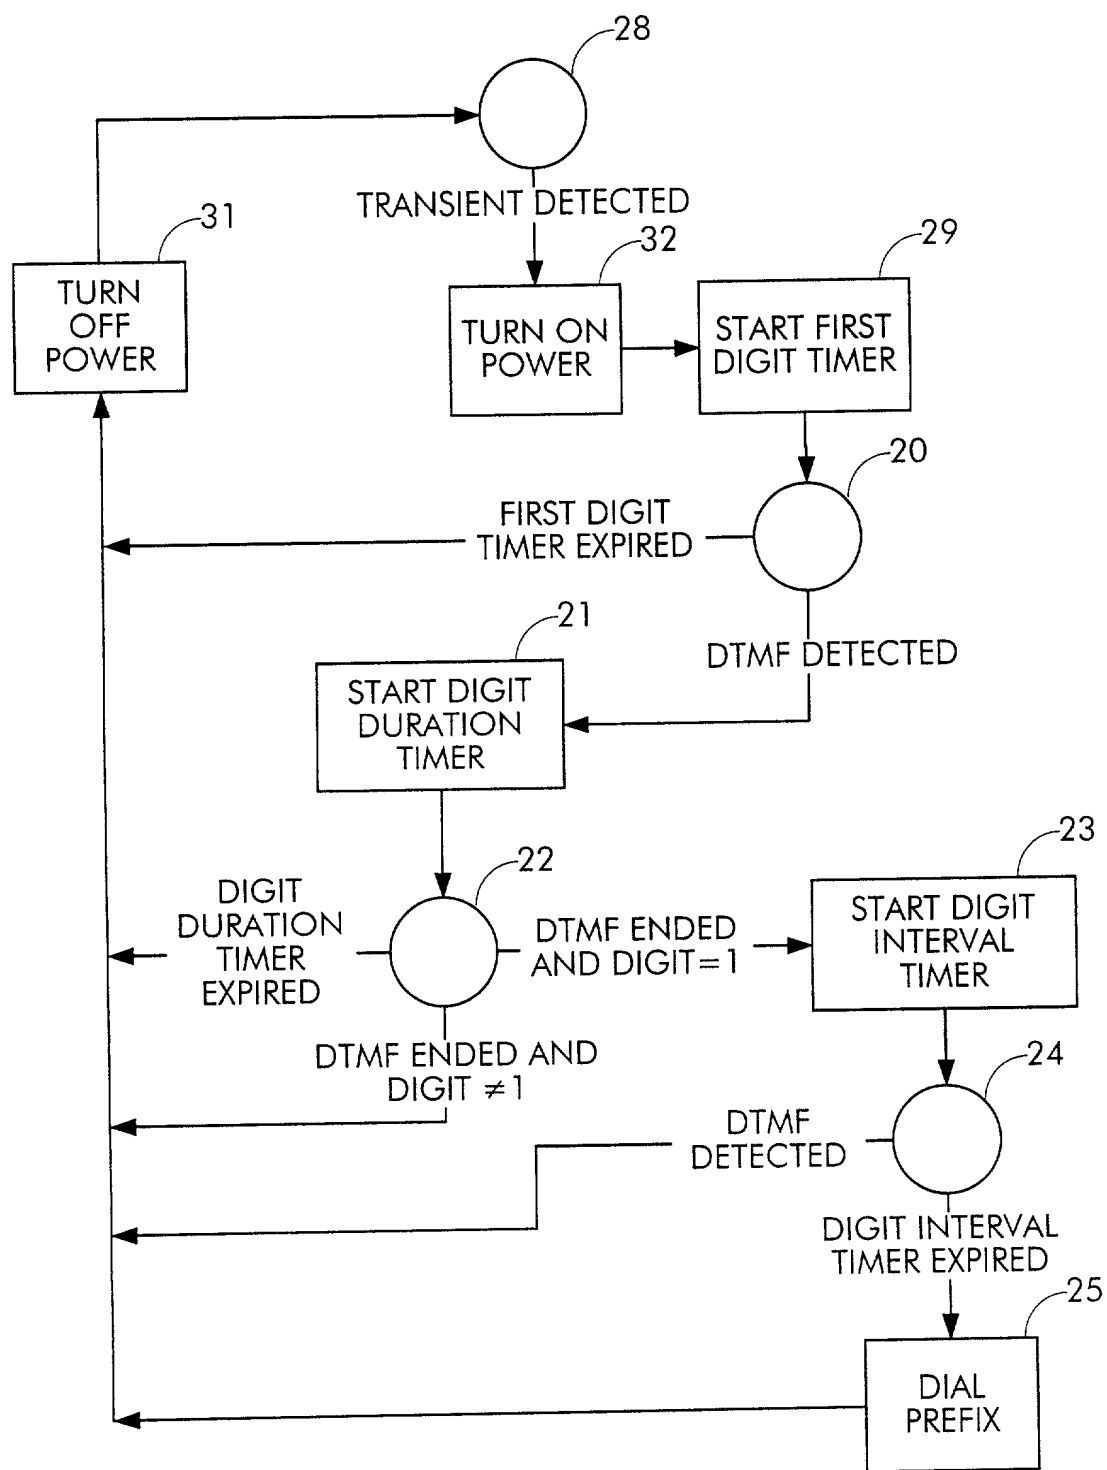 28
TRANSIENT DETECTED
31
32
29
TURN
OFF
POWER
TURN ON
POWER
START FIRST
DIGIT TIMER
20
FIRST DIGIT
TIMER EXPIRED
21
DTMF DETECTED
START DIGIT
DURATION
TIMER
22
23
DIGIT
DURATION
TIMER
EXPIRED
DTMF ENDED
AND DIGIT=1
START DIGIT
INTERVAL
TIMER
DTMF ENDED AND
DIGIT ≠1
24
DTMF
DETECTED
DIGIT INTERVAL
TIMER EXPIRED
25
DIAL
PREFIX